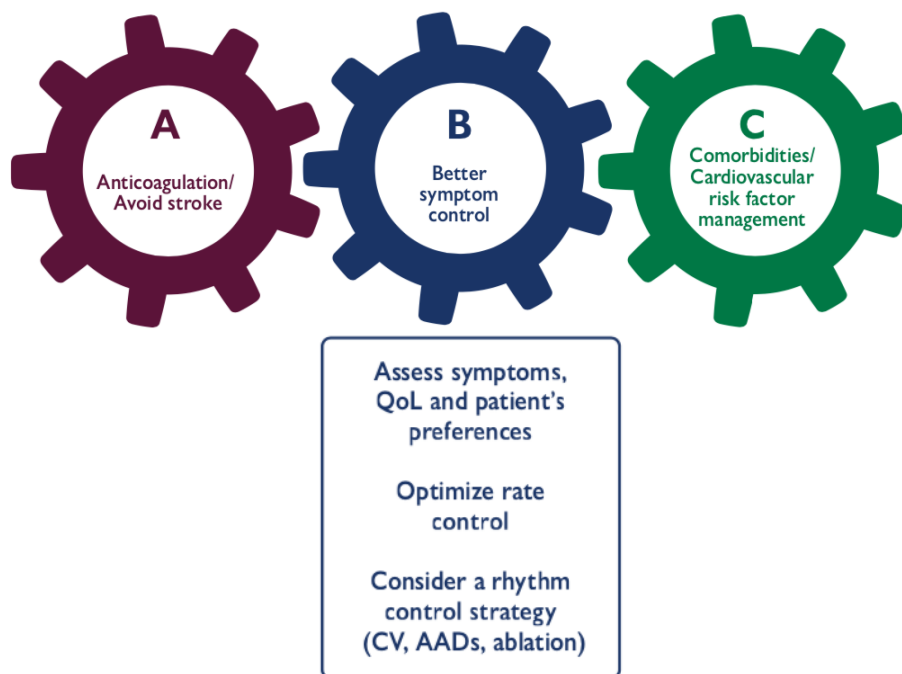 A
Anticoagulation/
Avoid stroke
B
Better
symptom
control
C
Comorbidities/
Cardiovascular
risk factor
management
Assess symptoms,
QoL and patient's
preferences
Optimize rate
control
Consider a rhythm
control strategy
(CV, AADs, ablation)